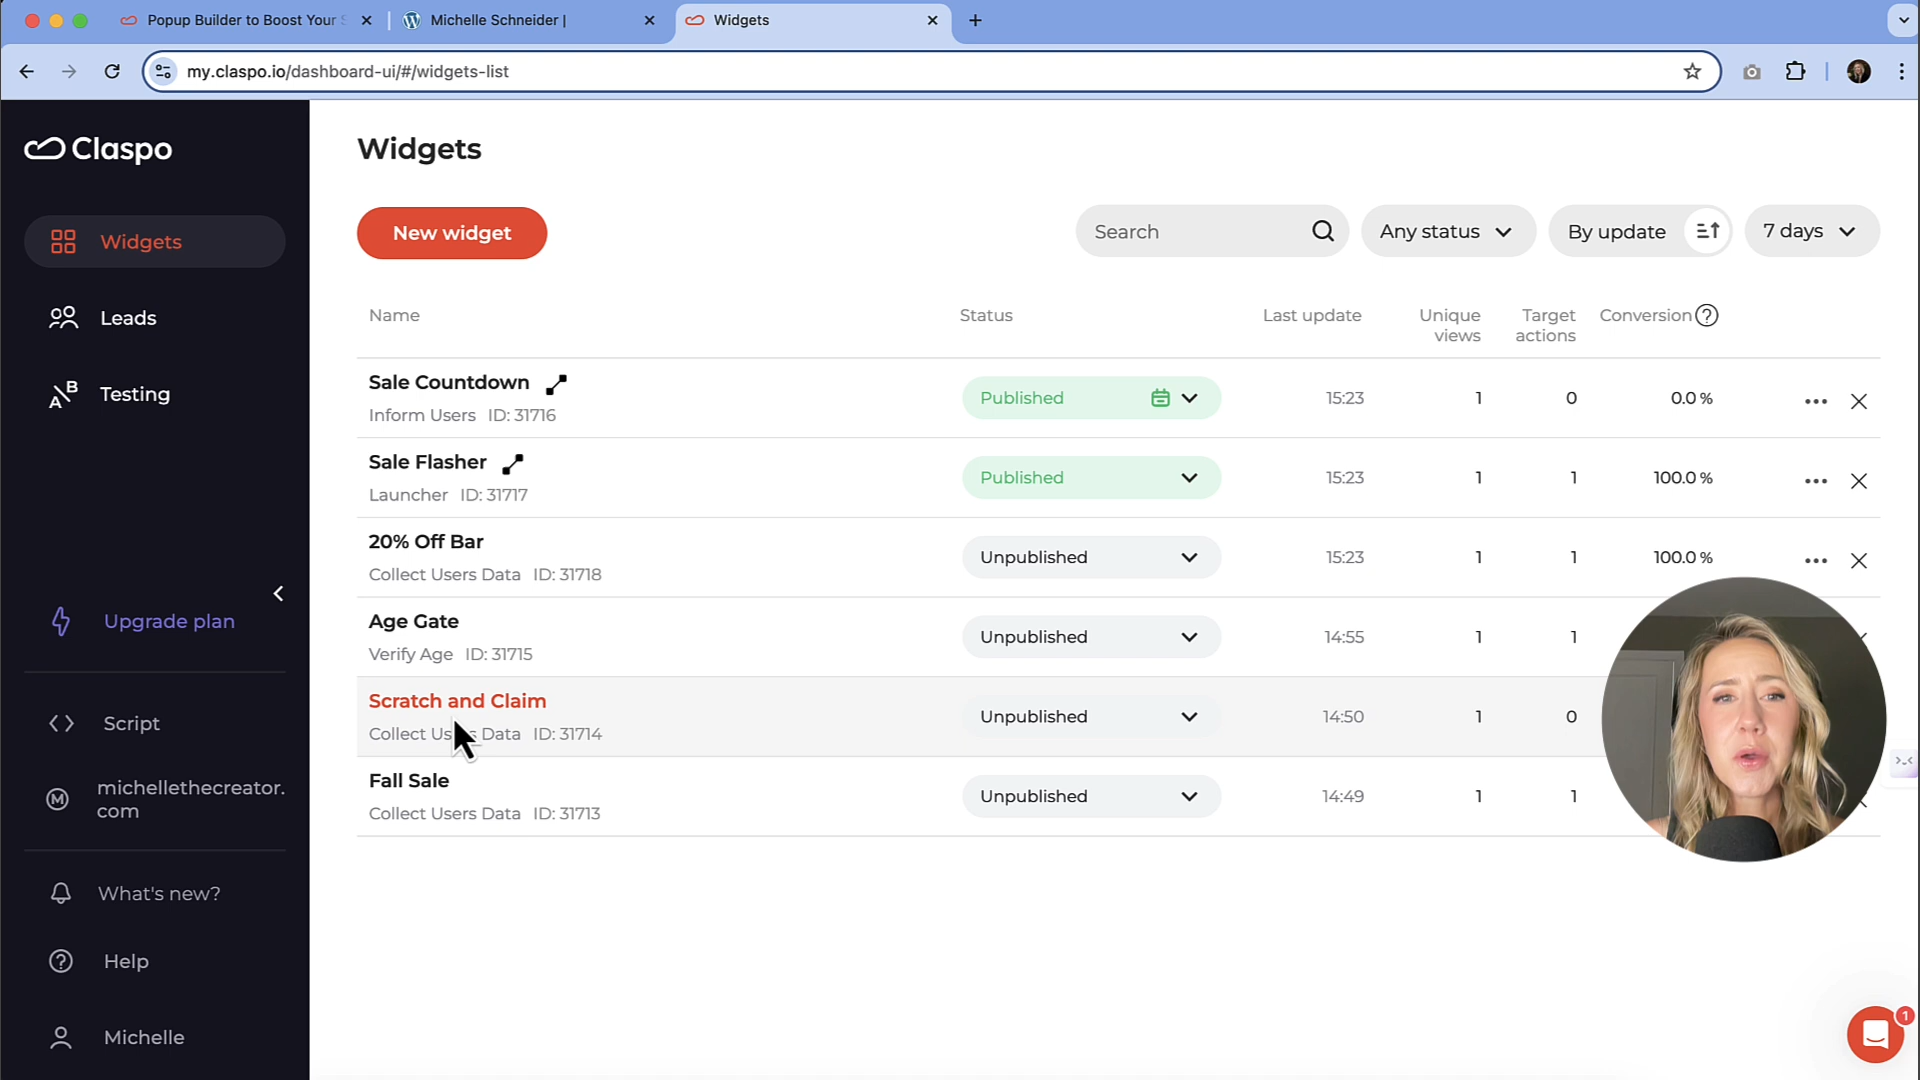 Popup Builder to Boost Your S
Michelle Schneider |
Widgets
my.claspo.io/dashboard-ui/#/widgets-list
Claspo
Widgets
Leads
Testing
Upgrade plan
Script
michellethecreator.
com
What's new?
Help
Michelle
Widgets
New widget
Search
Any status
By update
7 days
Name Status Last update Unique views Target actions Conversion ?
Sale Countdown
Inform Users ID: 31716
Published 15:23 1 0 0.0 %
Sale Flasher
Launcher ID: 31717
Published 15:23 1 1 100.0 %
20% Off Bar
Collect Users Data ID: 31718
Unpublished 15:23 1 1 100.0 %
Age Gate
Verify Age ID: 31715
Unpublished 14:55 1 1
Scratch and Claim
Collect Users Data ID: 31714
Unpublished 14:50 1 0
Fall Sale
Collect Users Data ID: 31713
Unpublished 14:49 1 1
1